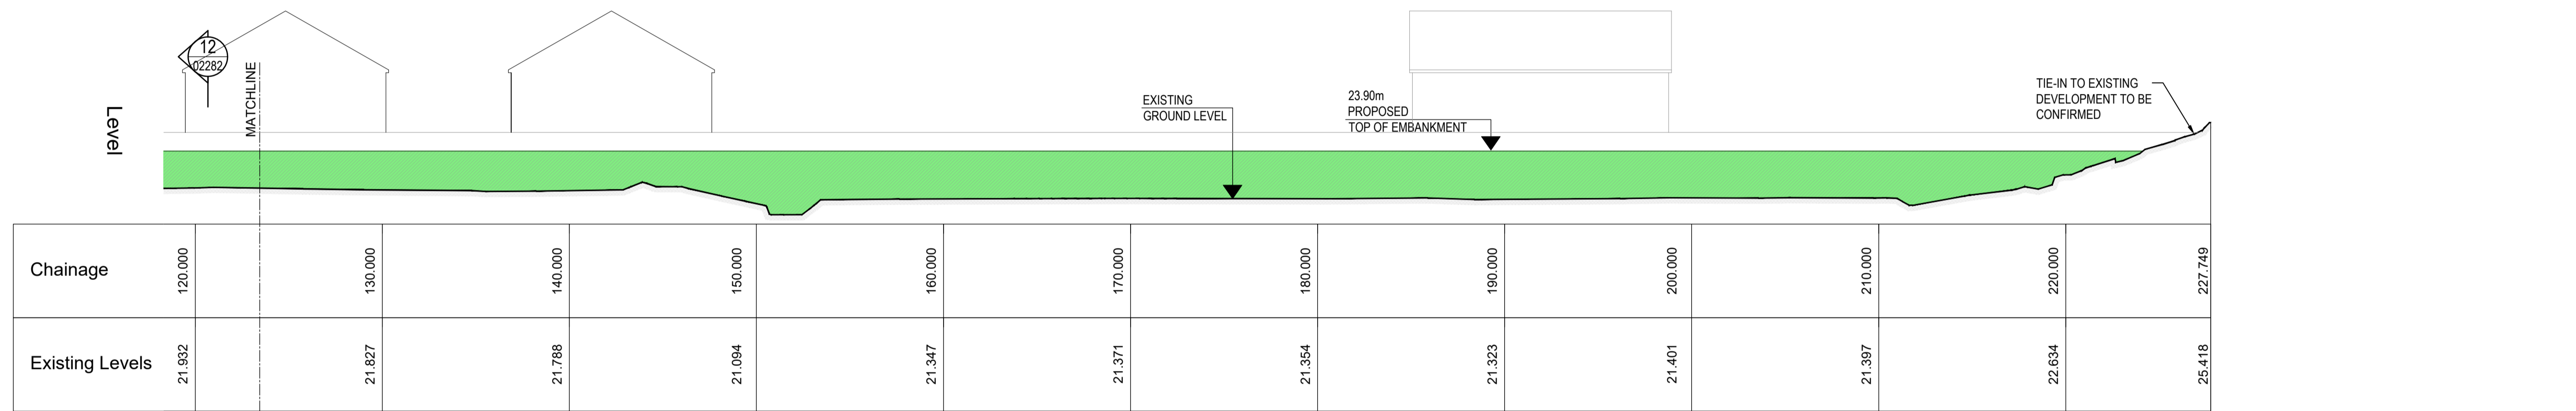 12
02282
MATCHLINE
Level
EXISTING
GROUND LEVEL
23.90m
PROPOSED
TOP OF EMBANKMENT
TIE-IN TO EXISTING
DEVELOPMENT TO BE
CONFIRMED
Chainage 120.000 130.000 140.000 150.000 160.000 170.000 180.000 190.000 200.000 210.000 220.000 227.749
Existing Levels 21.932 21.827 21.788 21.094 21.347 21.371 21.354 21.323 21.401 21.397 22.634 25.418